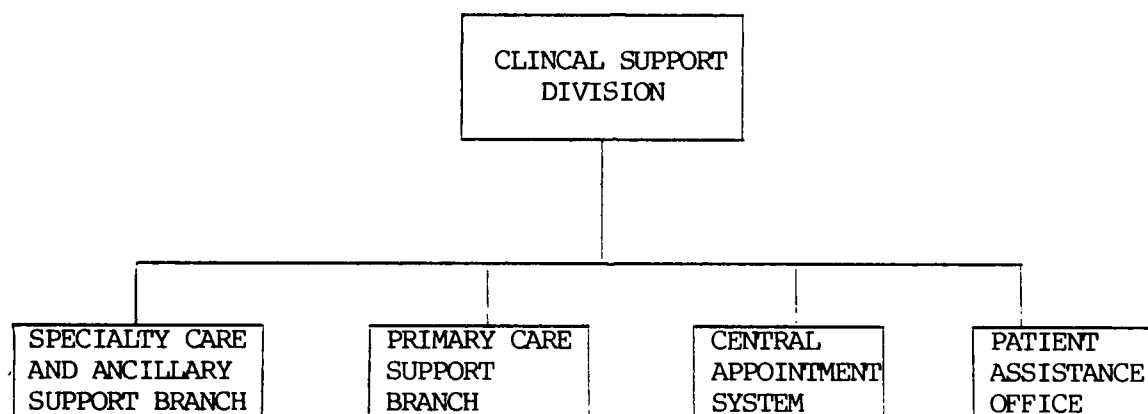 CLINCAL SUPPORT
DIVISION
SPECIALTY CARE
AND ANCILLARY
SUPPORT BRANCH
PRIMARY CARE
SUPPORT
BRANCH
CENTRAL
APPOINTMENT
SYSTEM
PATIENT
ASSISTANCE
OFFICE